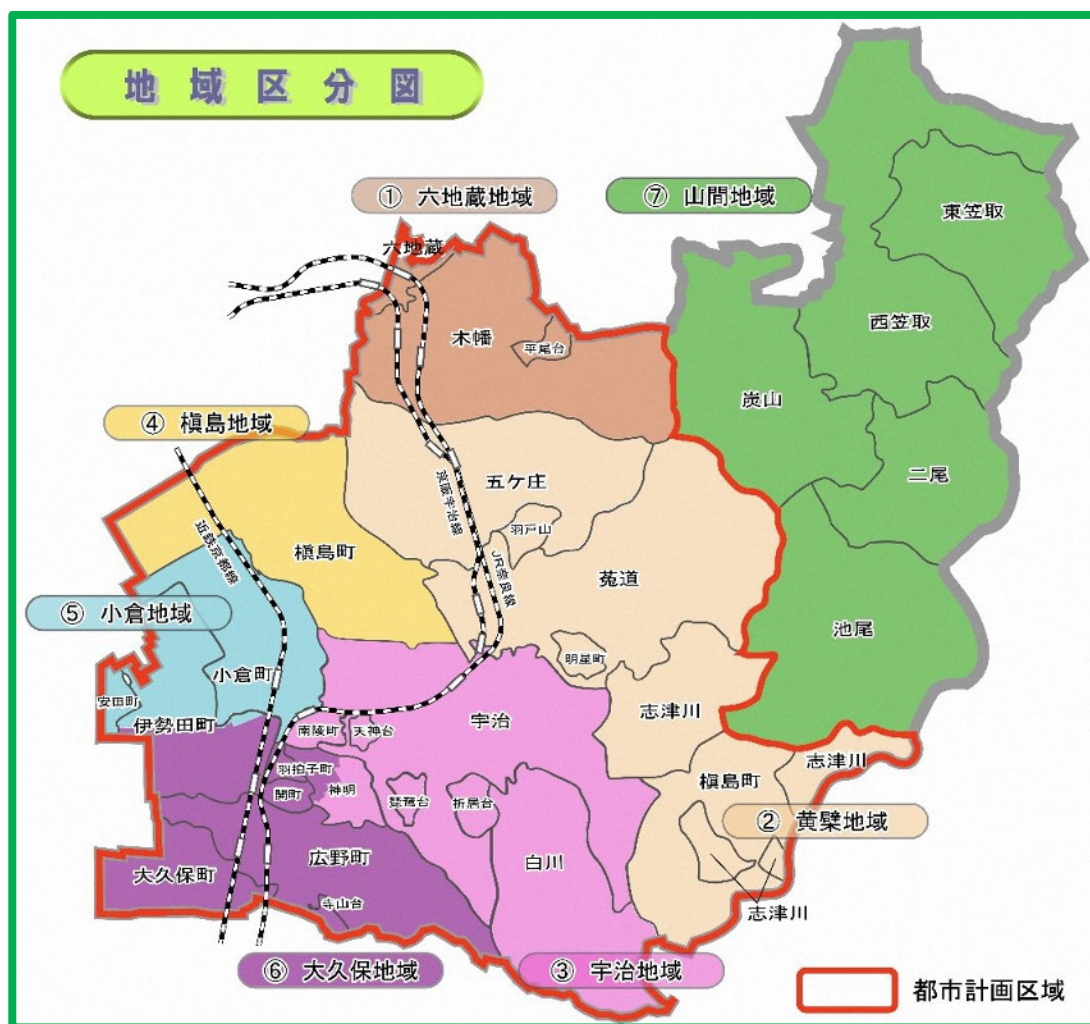 地域区分図
① 六地蔵地域
⑦ 山間地域
六地蔵
東笠取
木幡
平尾台
西笠取
炭山
④ 槇島地域
二尾
五ケ庄
京阪宇治線
羽戸山
近鉄京都線
槇島町
JR奈良線
菟道
⑤ 小倉地域
池尾
明星町
小倉町
安田町
伊勢田町
志津川
宇治
南陵町
天神台
志津川
羽拍子町
槇島町
開町
神明
琵琶台
折居台
② 黄檗地域
広野町
白川
大久保町
寺山台
志津川
⑥ 大久保地域
③ 宇治地域
都市計画区域